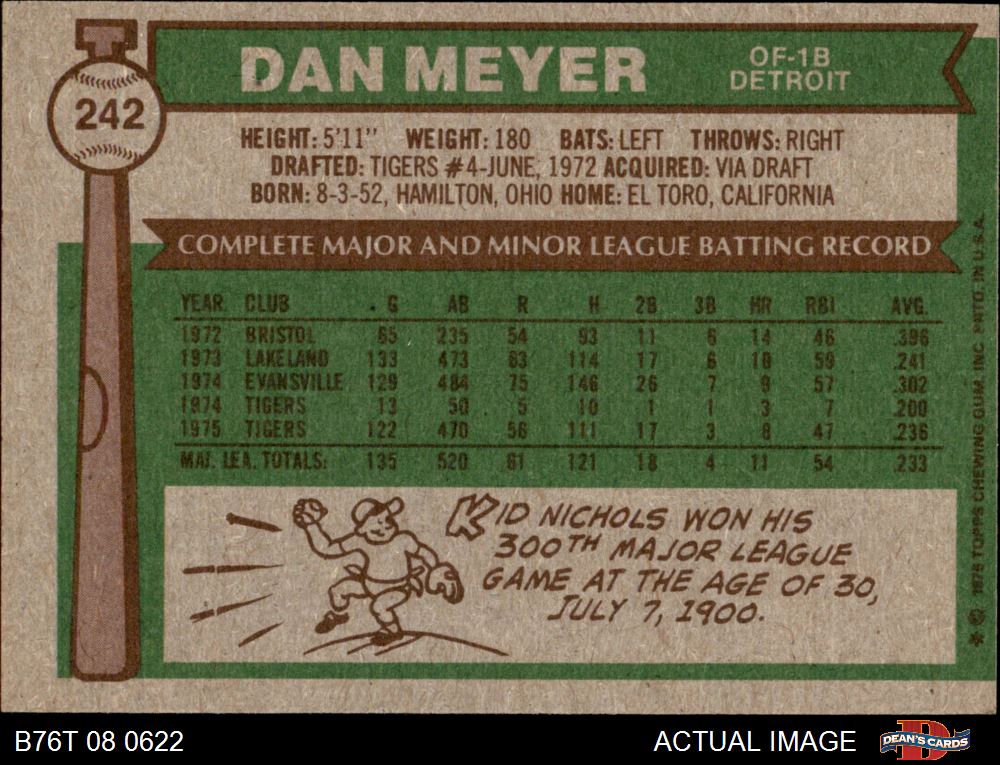 242
DAN MEYER
OF-1B
DETROIT
HEIGHT: 5'11" WEIGHT: 180 BATS: LEFT THROWS: RIGHT
DRAFTED: TIGERS #4-JUNE, 1972 ACQUIRED: VIA DRAFT
BORN: 8-3-52, HAMILTON, OHIO HOME: EL TORO, CALIFORNIA
COMPLETE MAJOR AND MINOR LEAGUE BATTING RECORD
YEAR CLUB G AB R H 2B 3B HR RBI AVG.
1972 BRISTOL 65 235 54 93 11 6 14 46 .396
1973 LAKELAND 133 473 63 114 17 6 10 59 .241
1974 EVANSVILLE 129 484 75 146 26 7 9 57 .302
1974 TIGERS 13 50 5 10 1 1 3 7 .200
1975 TIGERS 122 470 56 111 17 3 8 47 .236
MAJ. LEA. TOTALS: 135 520 61 121 18 4 11 54 .233
KID NICHOLS WON HIS
300TH MAJOR LEAGUE
GAME AT THE AGE OF 30,
JULY 7, 1900.
* © 1976 TOPPS CHEWING GUM, INC. PRTD. IN U.S.A.
B76T 08 0622
ACTUAL IMAGE
DEAN'S CARDS